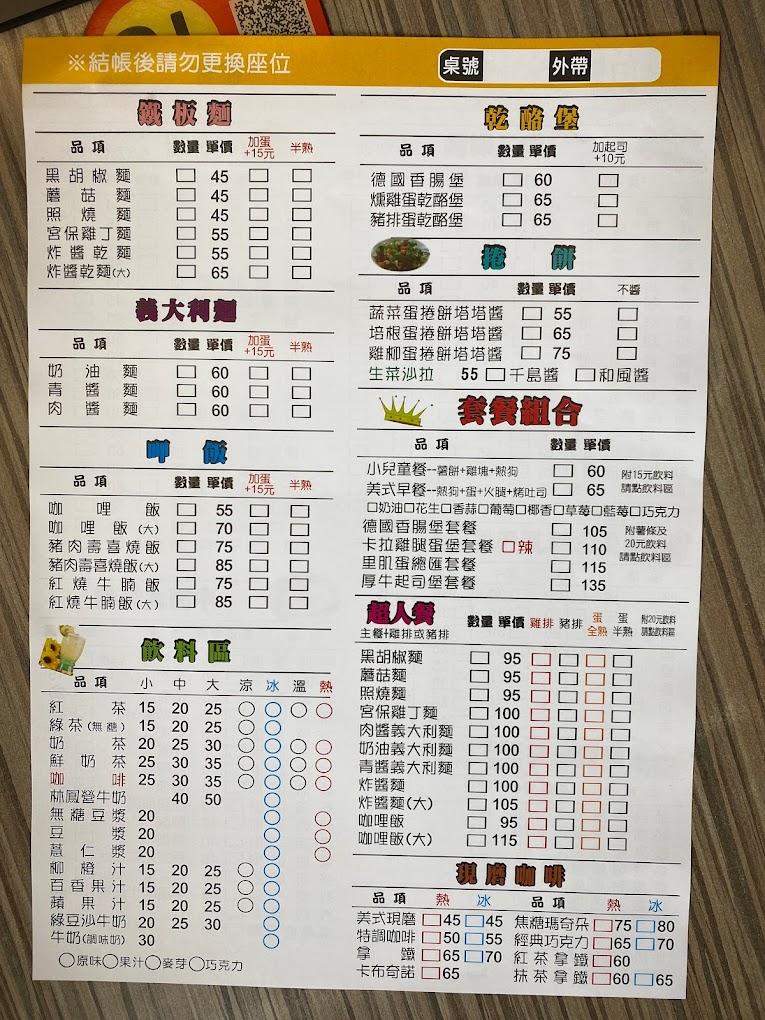 ※結帳後請勿更換座位 桌號 外帶
鐵板麵
品項 數量 單價 加蛋+15元 半熟
黑胡椒麵 □ 45 □ □
蘑菇麵 □ 45 □ □
照燒麵 □ 45 □ □
宮保雞丁麵 □ 55 □ □
炸醬乾麵 □ 55 □ □
炸醬乾麵(大) □ 65 □ □
義大利麵
品項 數量 單價 加蛋+15元 半熟
奶油麵 □ 60 □ □
青醬麵 □ 60 □ □
肉醬麵 □ 60 □ □
呷飯
品項 數量 單價 加蛋+15元 半熟
咖哩飯 □ 55 □ □
咖哩飯(大) □ 70 □ □
豬肉壽喜燒飯 □ 75 □ □
豬肉壽喜燒飯(大) □ 85 □ □
紅燒牛腩飯 □ 75 □ □
紅燒牛腩飯(大) □ 85 □ □
飲料區
品項 小 中 大 涼 冰 溫 熱
紅茶 15 20 25 ○ ○ ○ ○
綠茶(無糖) 15 20 25 ○ ○
奶茶 20 25 30 ○ ○ ○ ○
鮮奶茶 25 30 35 ○ ○ ○ ○
咖啡 25 30 35 ○ ○ ○ ○
林鳳營牛奶 40 50 ○
無糖豆漿 20 ○ ○
豆漿 20 ○ ○
薏仁漿 20 ○ ○
柳橙汁 15 20 25 ○ ○
百香果汁 15 20 25 ○ ○
蘋果汁 15 20 25 ○ ○
綠豆沙牛奶 20 25 30 ○
牛奶(調味奶) 30 ○
○原味○果汁○麥芽○巧克力
乾酪堡
品項 數量 單價 加起司+10元
德國香腸堡 □ 60 □
燻雞蛋乾酪堡 □ 65 □
豬排蛋乾酪堡 □ 65 □
捲餅
品項 數量 單價 不醬
蔬菜蛋捲餅塔塔醬 □ 55 □
培根蛋捲餅塔塔醬 □ 65 □
雞柳蛋捲餅塔塔醬 □ 75 □
生菜沙拉 55 □千島醬 □和風醬
套餐組合
品項 數量 單價
小兒童餐--薯餅+雞塊+熱狗 □ 60 附15元飲料
美式早餐--熱狗+蛋+火腿+烤吐司 □ 65 請點飲料區
□奶油□花生□香蒜□葡萄□椰香□草莓□藍莓□巧克力
德國香腸堡套餐 □ 105 附薯條及
卡拉雞腿蛋堡套餐 □辣 □ 110 20元飲料
里肌蛋總匯套餐 □ 115 請點飲料區
厚牛起司堡套餐 □ 135
超人餐 數量 單價 雞排 豬排 蛋全熟 蛋半熟 附20元飲料
主餐+雞排或豬排 請點飲料區
黑胡椒麵 □ 95 □ □ □ □
蘑菇麵 □ 95 □ □ □ □
照燒麵 □ 95 □ □ □ □
宮保雞丁麵 □ 100 □ □ □ □
肉醬義大利麵 □ 100 □ □ □ □
奶油義大利麵 □ 100 □ □ □ □
青醬義大利麵 □ 100 □ □ □ □
炸醬麵 □ 100 □ □ □ □
炸醬麵(大) □ 105 □ □ □ □
咖哩飯 □ 95 □ □ □ □
咖哩飯(大) □ 115 □ □ □ □
現磨咖啡
品項 熱 冰 品項 熱 冰
美式現磨 □45 □45 焦糖瑪奇朵 □75 □80
特調咖啡 □50 □55 經典巧克力 □65 □70
拿鐵 □65 □70 紅茶拿鐵 □60
卡布奇諾 □65 抹茶拿鐵 □60 □65